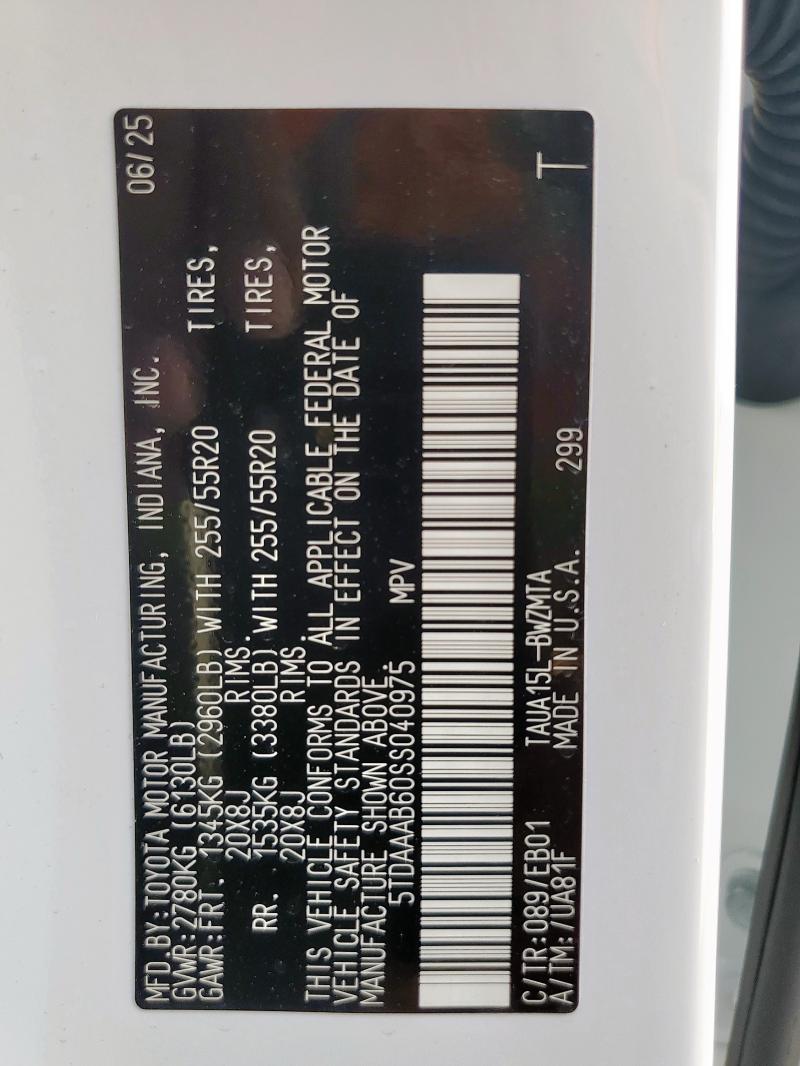 MFD.BY:TOYOTA MOTOR MANUFACTURING, INDIANA, INC. 06/25
GVWR:2780KG (6130LB)
GAWR:FRT. 1345KG (2960LB) WITH 255/55R20 TIRES,
20X8J RIMS.
RR. 1535KG (3380LB) WITH 255/55R20 TIRES,
20X8J RIMS.
THIS VEHICLE CONFORMS TO ALL APPLICABLE FEDERAL MOTOR
VEHICLE SAFETY STANDARDS IN EFFECT ON THE DATE OF
MANUFACTURE SHOWN ABOVE.
5TDAAAB60SS040975 MPV
C/TR:089/EB01 TAUA15L-BWZMTA T
A/TM:/UA81F MADE IN U.S.A. 299